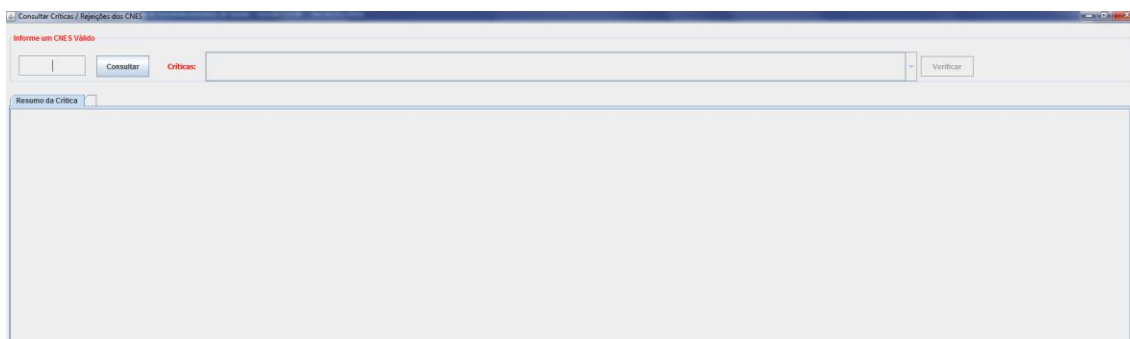 Consultar Críticas / Rejeições dos CNES
Informe um CNES Válido
Consultar Críticas: Verificar
Resumo da Crítica